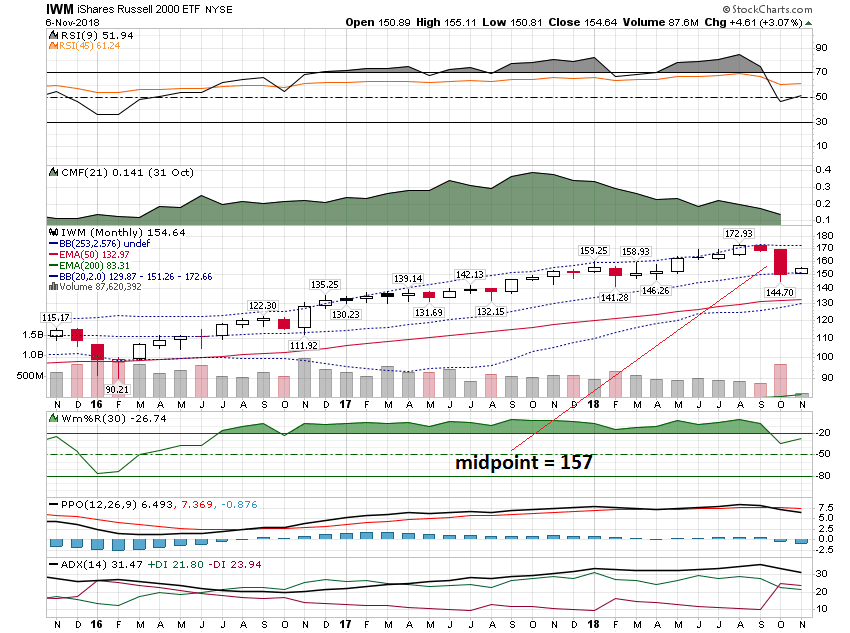 IWM iShares Russell 2000 ETF NYSE
© StockCharts.com
6-Nov-2018
Open 150.89 High 155.11 Low 150.81 Close 154.64 Volume 87.6M Chg +4.61 (+3.07%)
RSI(9) 51.94
RSI(45) 61.24
90
70
50
30
10
CMF(21) 0.141 (31 Oct)
0.4
0.3
0.2
0.1
IWM (Monthly) 154.64
BB(253,2.576) undef
EMA(50) 132.97
EMA(200) 83.31
BB(20,2.0) 129.87 - 151.26 - 172.66
Volume 87,620,392
172.93
159.25
158.93
142.13
139.14
135.25
122.30
115.17
144.70
146.26
141.28
132.15
131.69
130.23
111.92
90.21
180
170
160
150
140
130
120
110
100
90
1.5B
1.0B
500M
N D 16 F M A M J J A S O N D 17 F M A M J J A S O N D 18 F M A M J J A S O N
Wm%R(30) -26.74
-20
-50
-80
midpoint = 157
PPO(12,26,9) 6.493, 7.369, -0.876
7.5
5.0
2.5
0.0
-2.5
ADX(14) 31.47 +DI 21.80 -DI 23.94
30
20
10
N D 16 F M A M J J A S O N D 17 F M A M J J A S O N D 18 F M A M J J A S O N